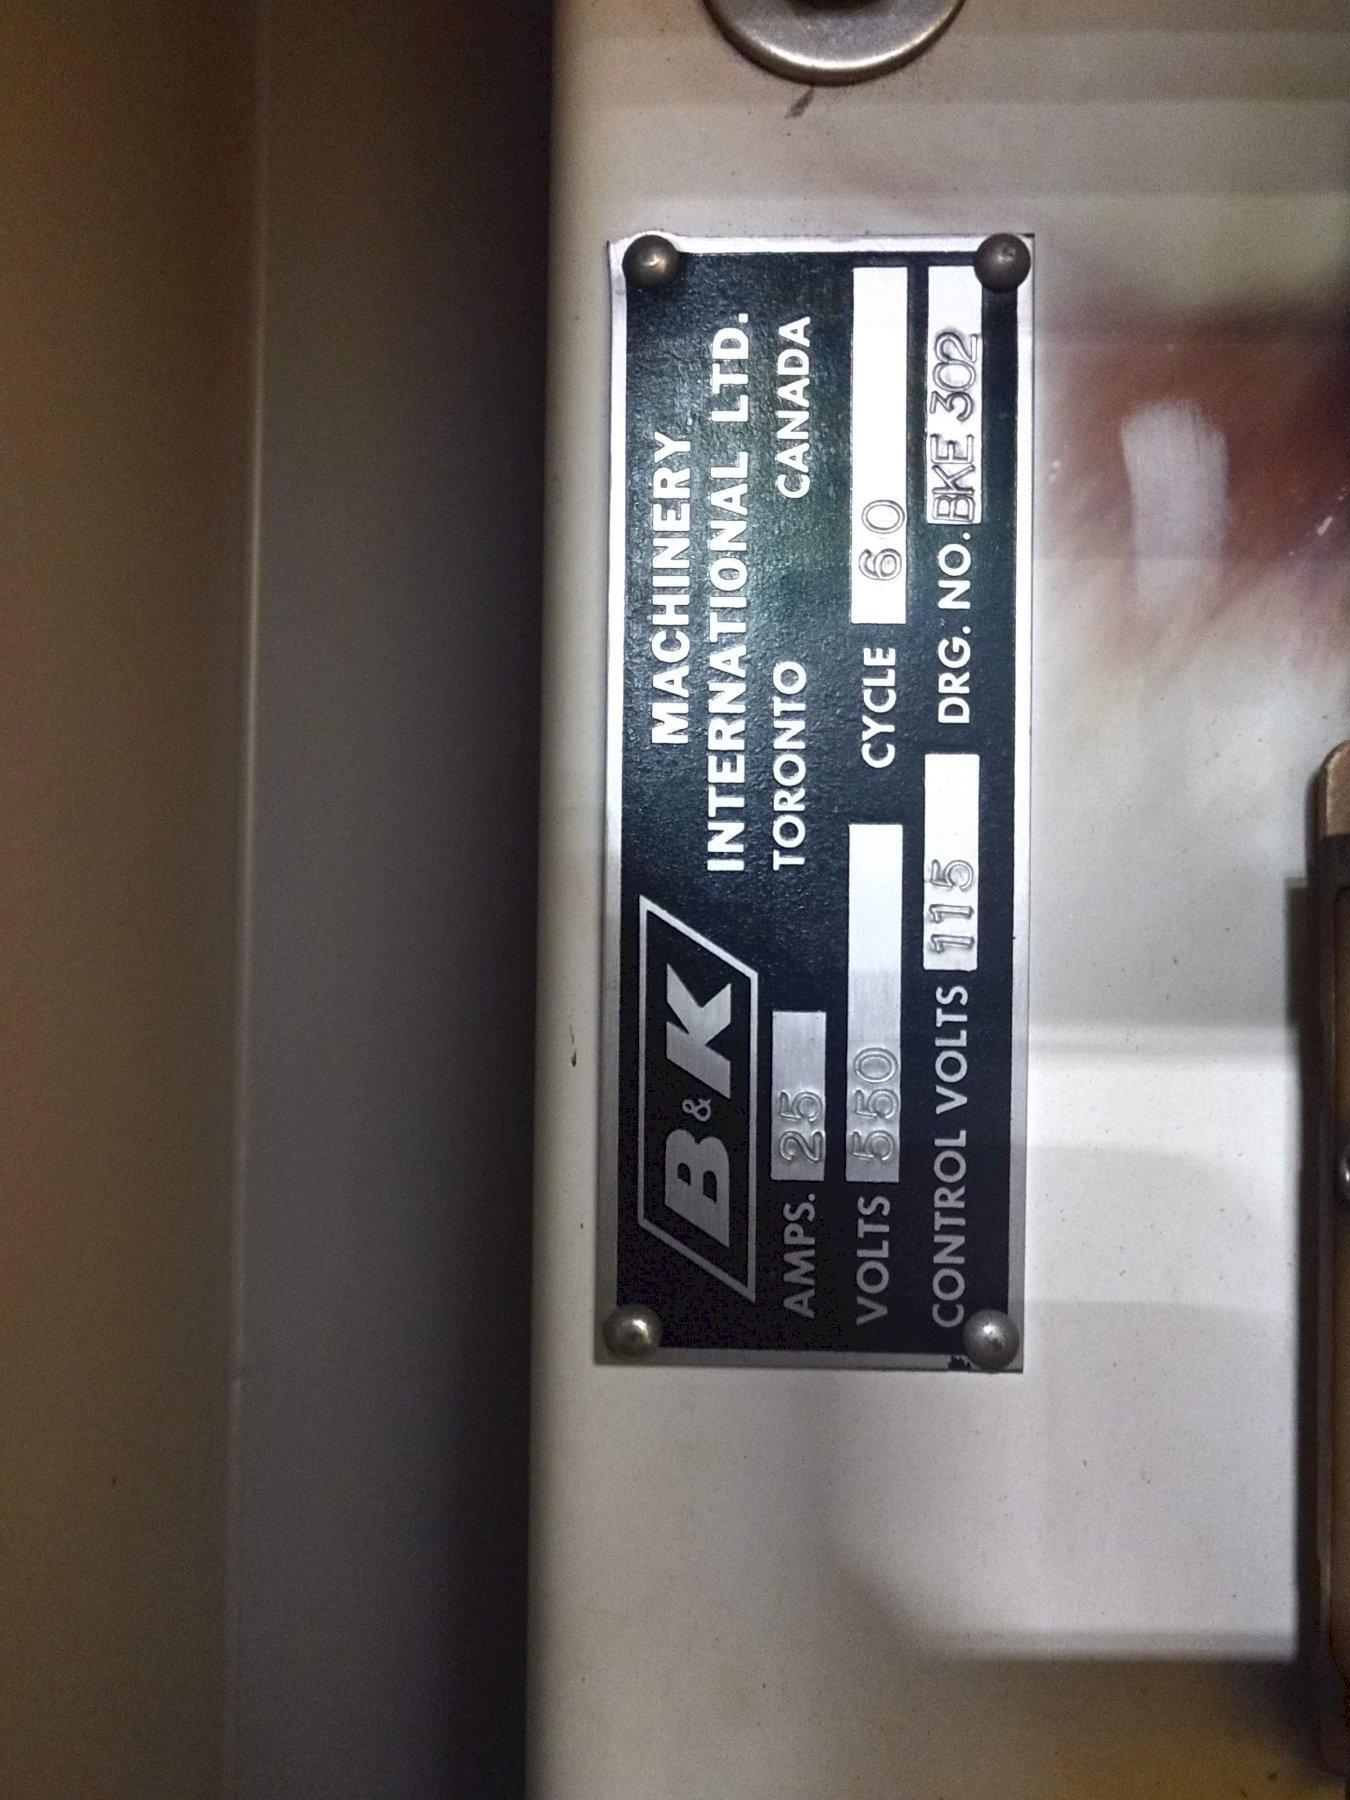 B&K MACHINERY
INTERNATIONAL LTD.
TORONTO CANADA
AMPS. 25
VOLTS 550 CYCLE 60
CONTROL VOLTS 115 DRG. NO. BKE 302